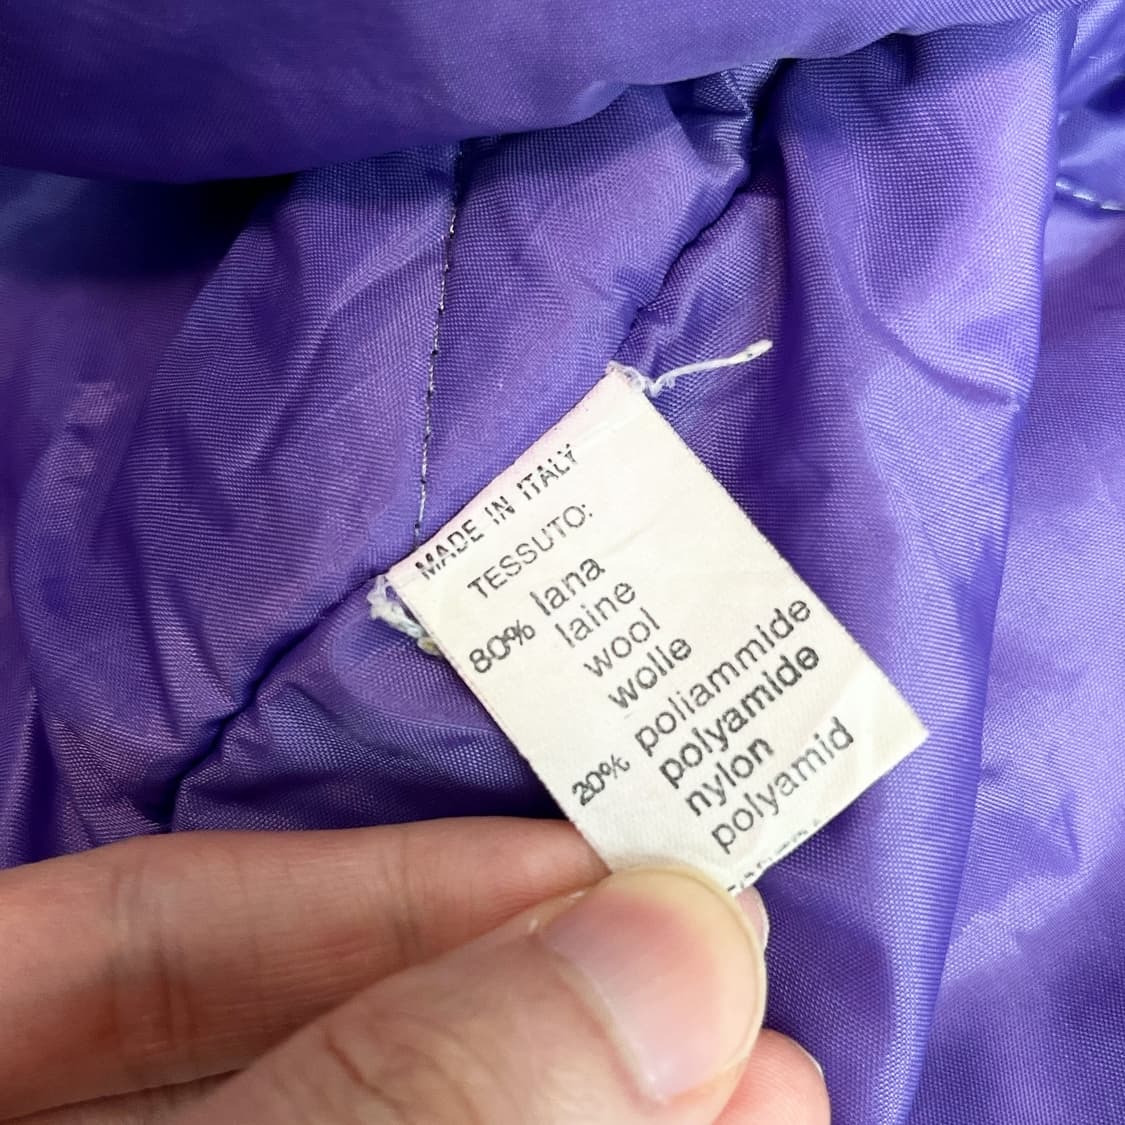 MADE IN ITALY
TESSUTO:
80% lana
laine
wool
wolle
20% poliammide
polyamide
nylon
polyamid